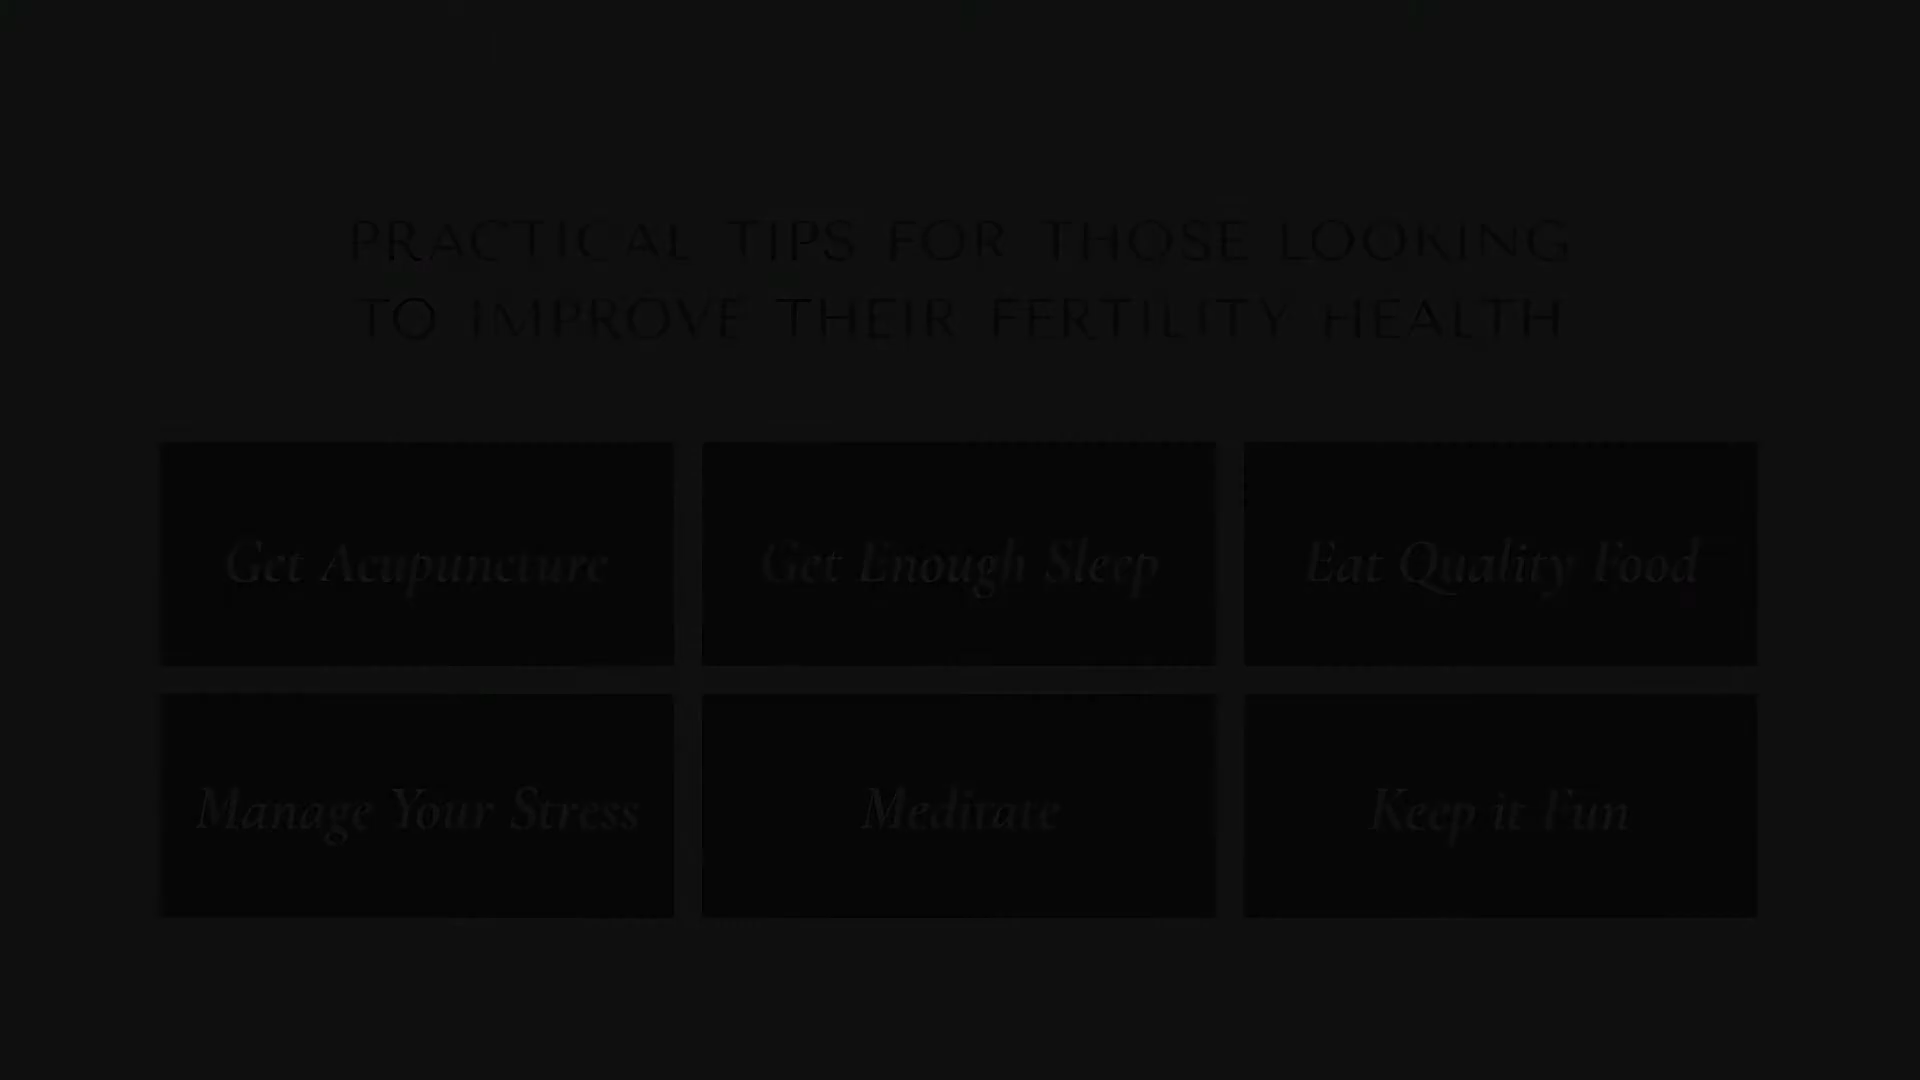 PRACTICAL TIPS FOR THOSE LOOKING
TO IMPROVE THEIR FERTILITY HEALTH
Get Acupuncture
Get Enough Sleep
Eat Quality Food
Manage Your Stress
Meditate
Keep it Fun